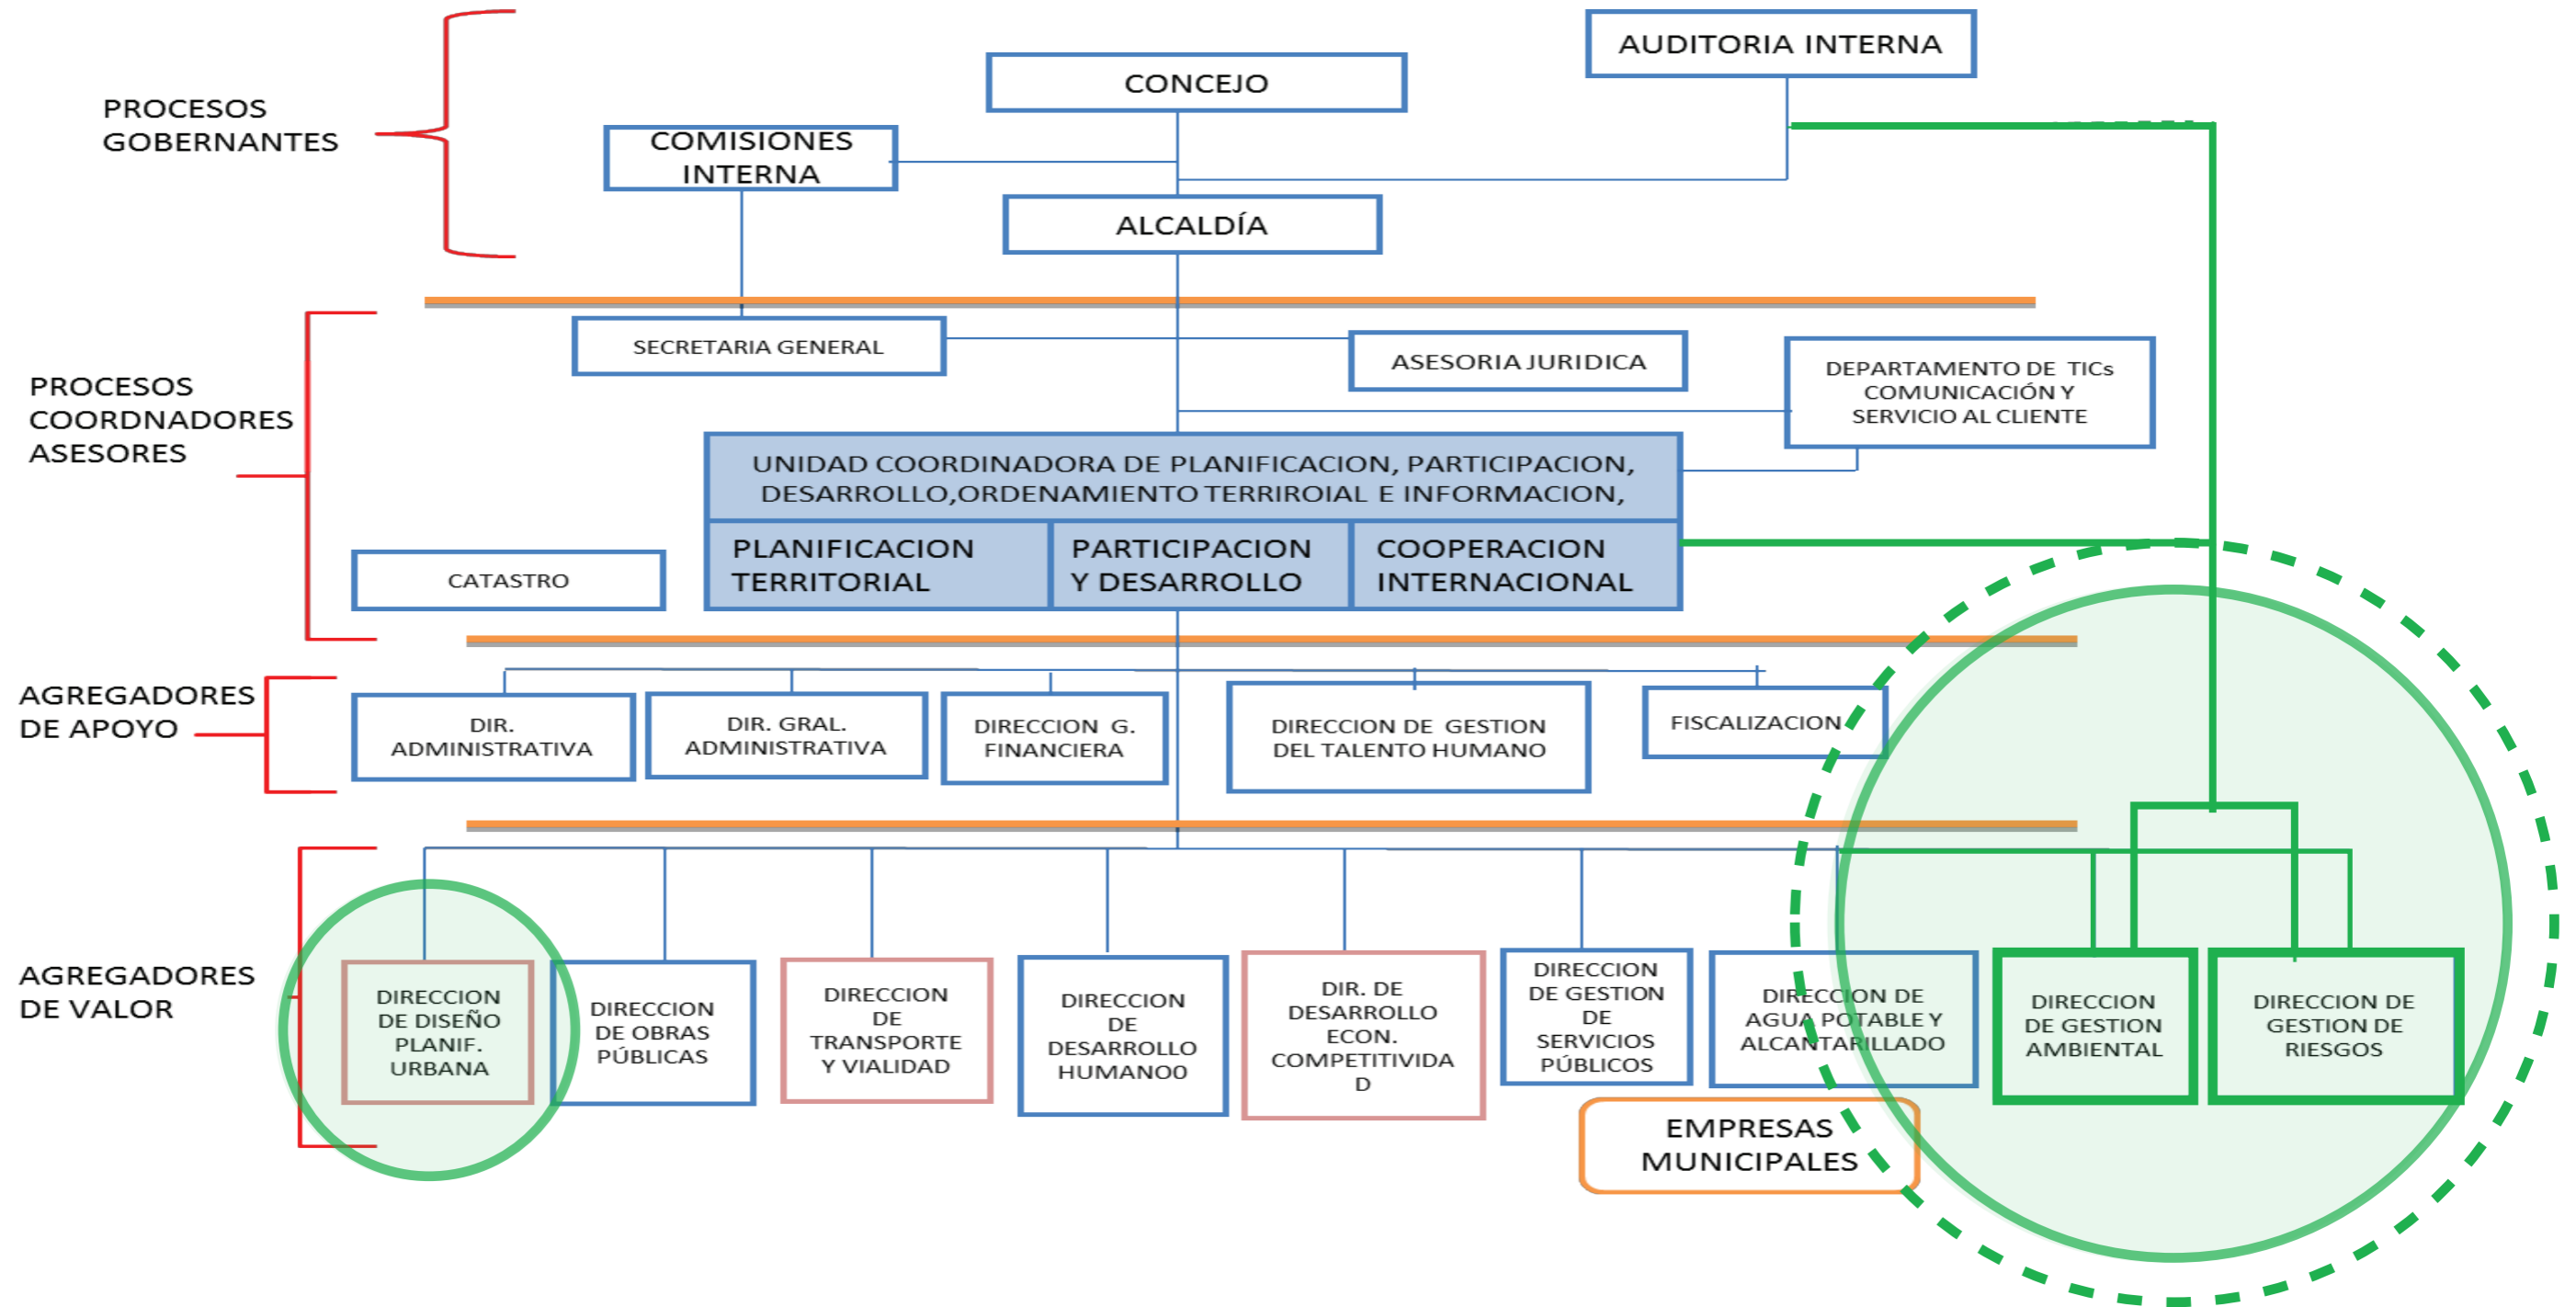 AUDITORIA INTERNA
CONCEJO
PROCESOS
GOBERNANTES
COMISIONES
INTERNA
ALCALDÍA
SECRETARIA GENERAL
ASESORIA JURIDICA
DEPARTAMENTO DE TICs
COMUNICACIÓN Y
SERVICIO AL CLIENTE
PROCESOS
COORDNADORES
ASESORES
UNIDAD COORDINADORA DE PLANIFICACION, PARTICIPACION,
DESARROLLO,ORDENAMIENTO TERRIROIAL E INFORMACION,
PLANIFICACION
TERRITORIAL
PARTICIPACION
Y DESARROLLO
COOPERACION
INTERNACIONAL
CATASTRO
AGREGADORES
DE APOYO
DIR.
ADMINISTRATIVA
DIR. GRAL.
ADMINISTRATIVA
DIRECCION G.
FINANCIERA
DIRECCION DE GESTION
DEL TALENTO HUMANO
FISCALIZACION
AGREGADORES
DE VALOR
DIRECCION
DE DISEÑO
PLANIF.
URBANA
DIRECCION
DE OBRAS
PÚBLICAS
DIRECCION
DE
TRANSPORTE
Y VIALIDAD
DIRECCION
DE
DESARROLLO
HUMANO0
DIR. DE
DESARROLLO
ECON.
COMPETITIVIDA
D
DIRECCION
DE GESTION
DE
SERVICIOS
PÚBLICOS
DIRECCION DE
AGUA POTABLE Y
ALCANTARILLADO
DIRECCION
DE GESTION
AMBIENTAL
DIRECCION DE
GESTION DE
RIESGOS
EMPRESAS
MUNICIPALES